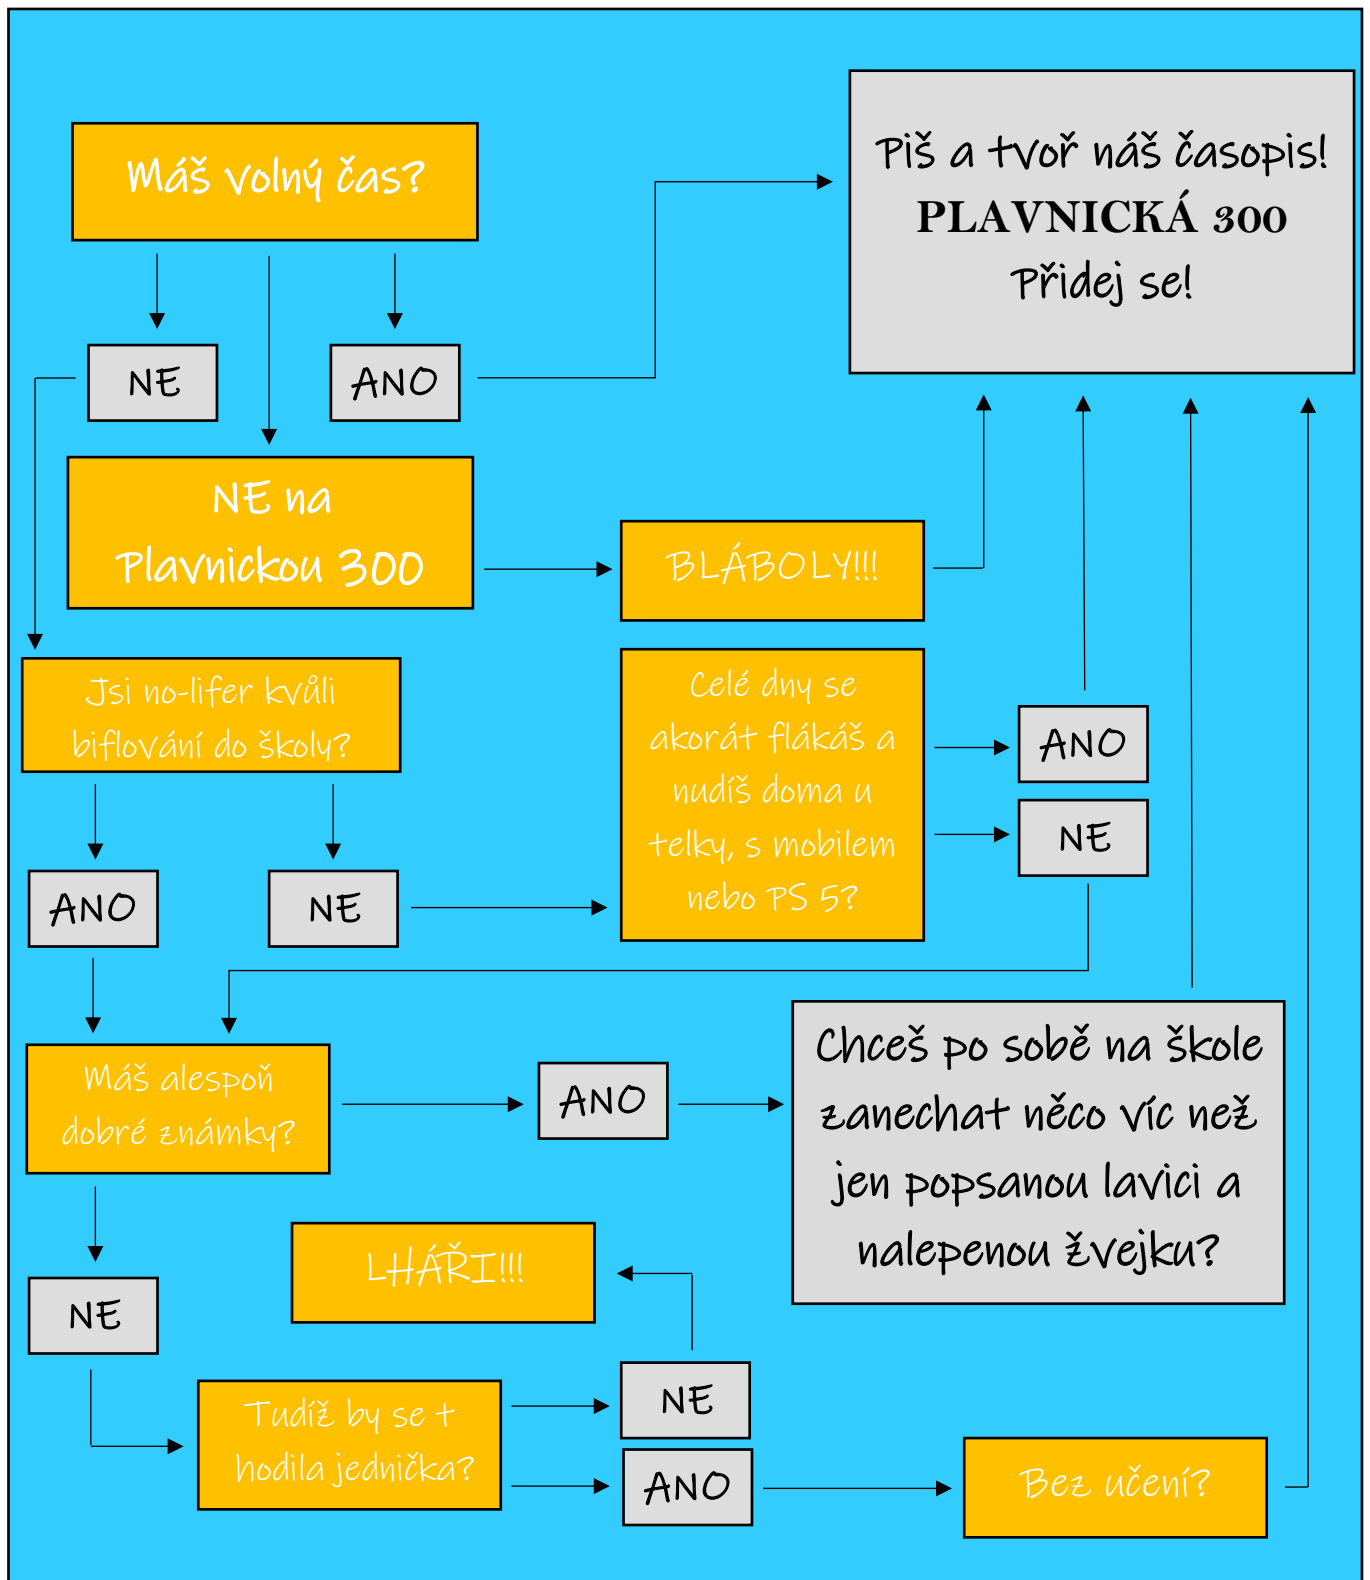 Máš volný čas?
Piš a tvoř náš časopis!
PLAVNICKÁ 300
Přidej se!
NE
ANO
NE na
Plavnickou 300
BLÁBOLY!!!
Jsi no-lifer kvůli
biflování do školy?
Celé dny se
akorát flákáš a
nudíš doma u
telky, s mobilem
nebo PS 5?
ANO
NE
ANO
NE
Máš alespoň
dobré známky?
ANO
Chceš po sobě na škole
zanechat něco víc než
jen popsanou lavici a
nalepenou žvejku?
NE
LHÁŘI!!!
Tudíž by se t
hodila jednička?
NE
ANO
Bez učení?